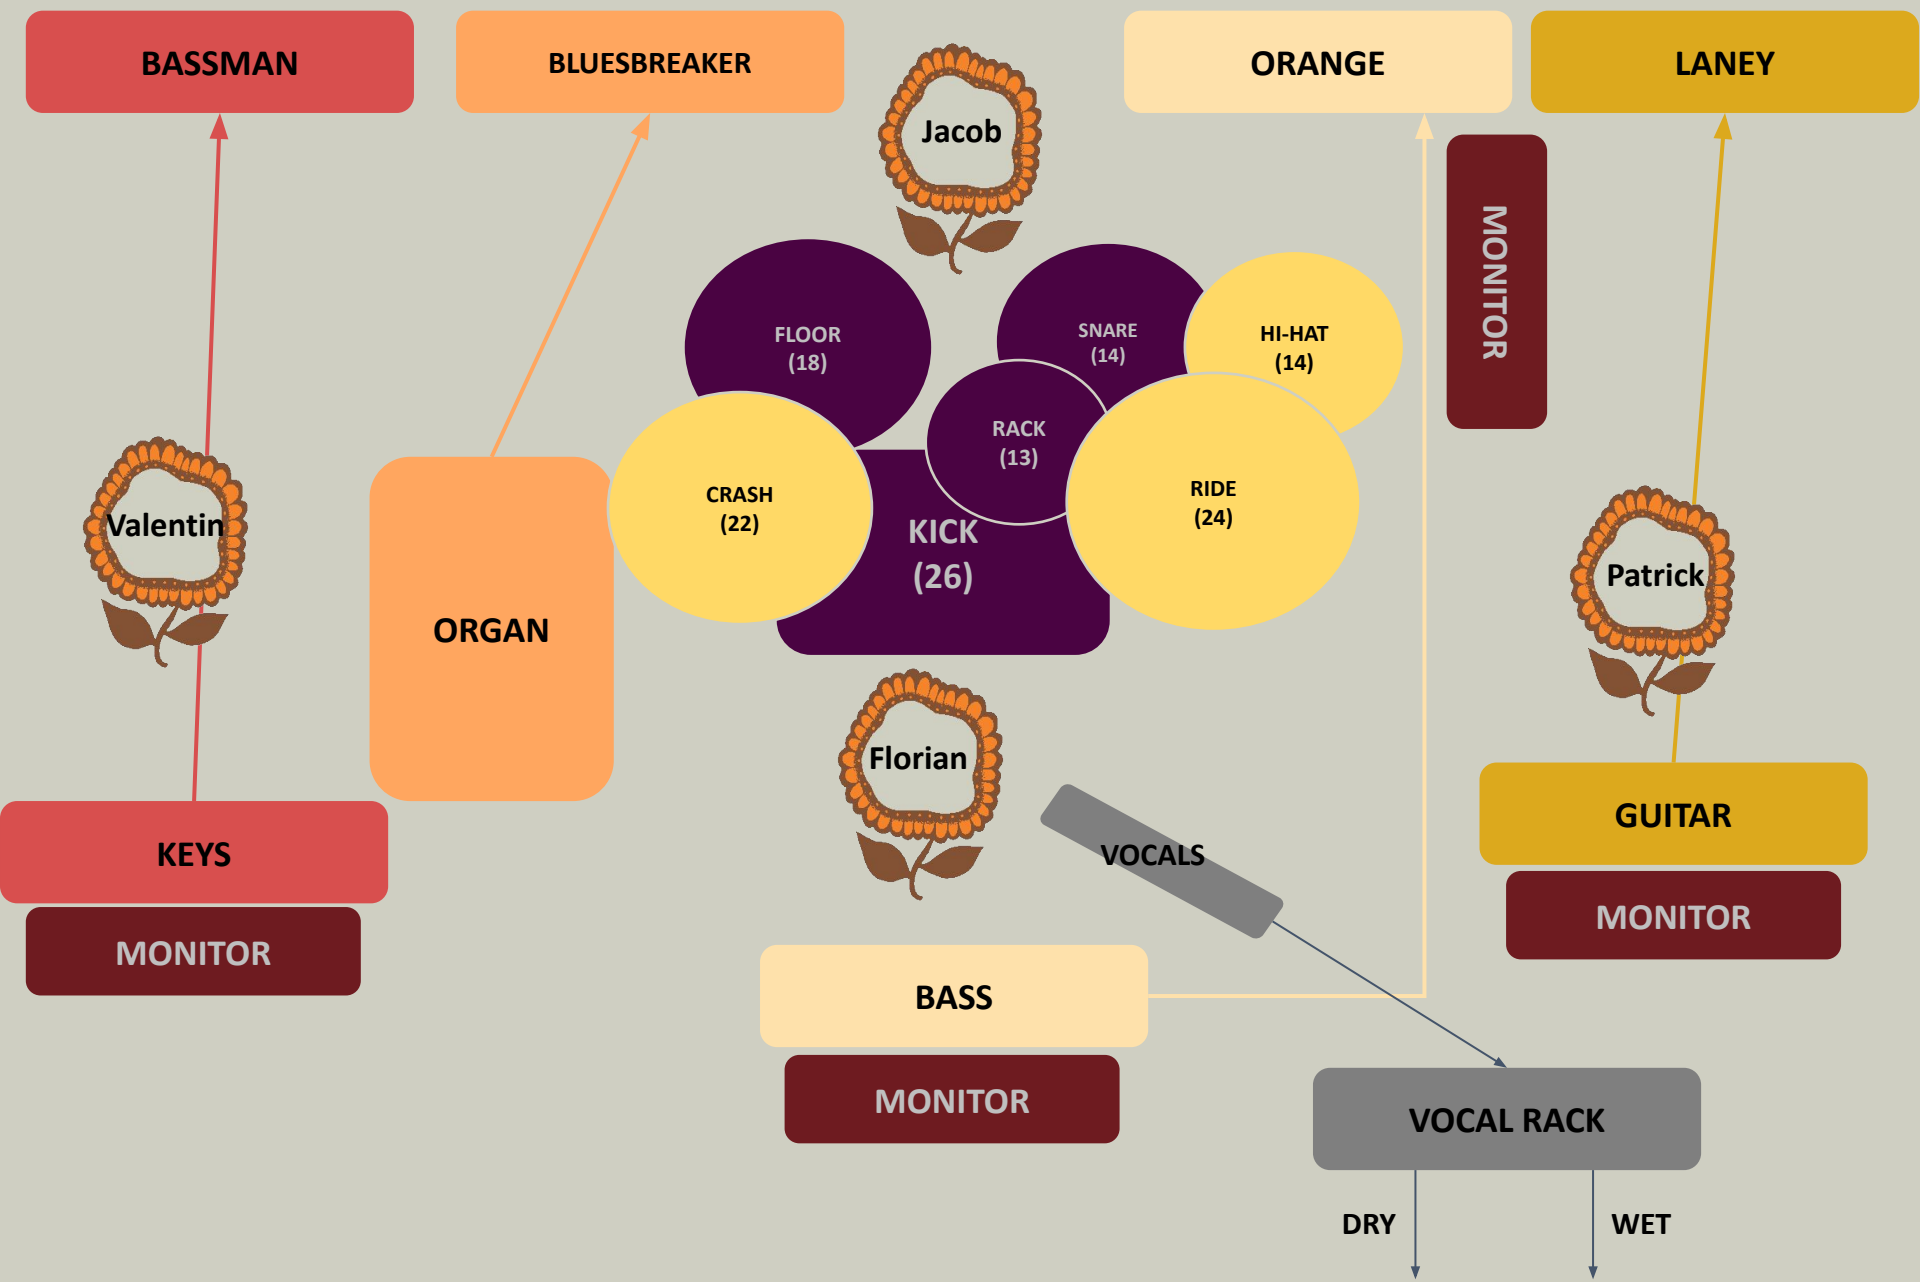 BASSMAN
BLUESBREAKER
Jacob
ORANGE
LANEY
MONITOR
FLOOR
(18)
SNARE
(14)
HI-HAT
(14)
RACK
(13)
CRASH
(22)
RIDE
(24)
KICK
(26)
Valentin
Patrick
ORGAN
Florian
VOCALS
GUITAR
KEYS
MONITOR
MONITOR
BASS
MONITOR
VOCAL RACK
DRY
WET